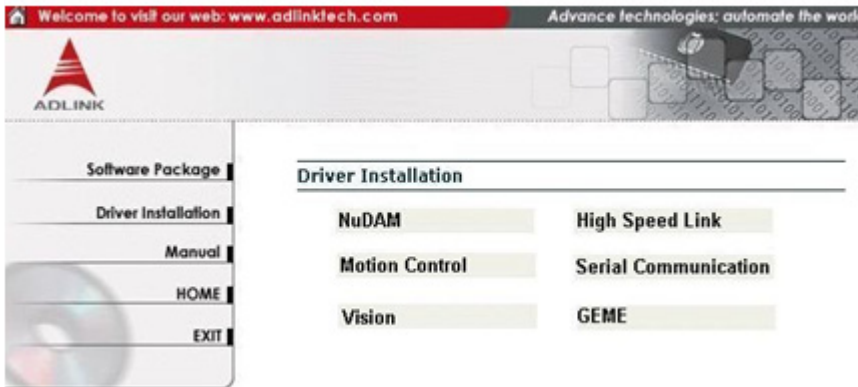 Welcome to visit our web: www.adlinktech.com
Advance technologies; automate the worl
ADLINK
Software Package
Driver Installation
Manual
HOME
EXIT
Driver Installation
NuDAM
High Speed Link
Motion Control
Serial Communication
Vision
GEME